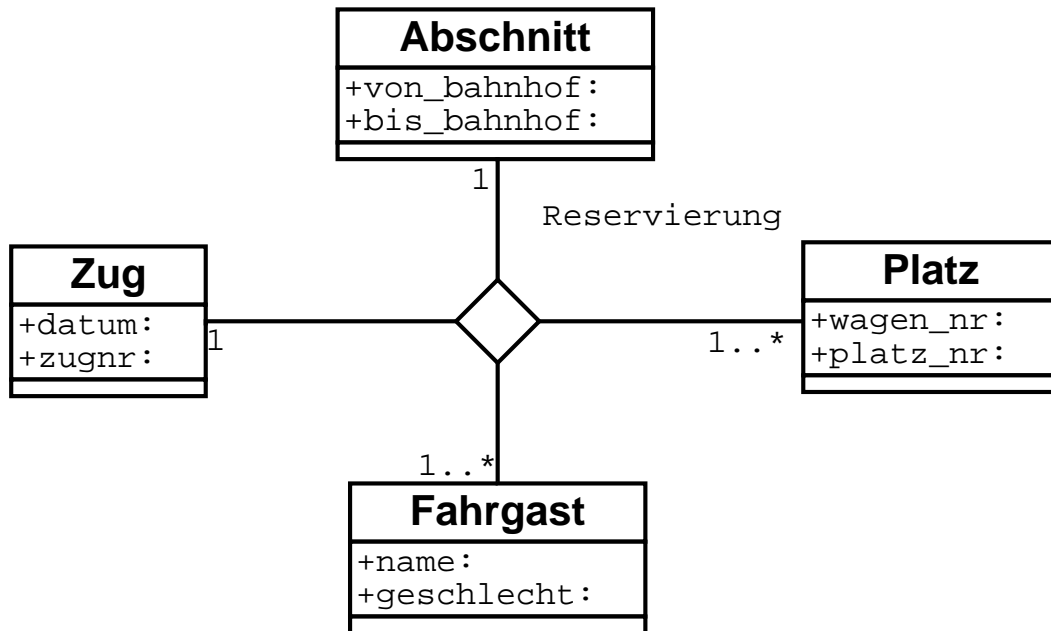 Abschnitt
+von_bahnhof:
+bis_bahnhof:
1
Reservierung
Zug
+datum:
+zugnr:
1
Platz
+wagen_nr:
+platz_nr:
1..*
1..*
Fahrgast
+name:
+geschlecht: